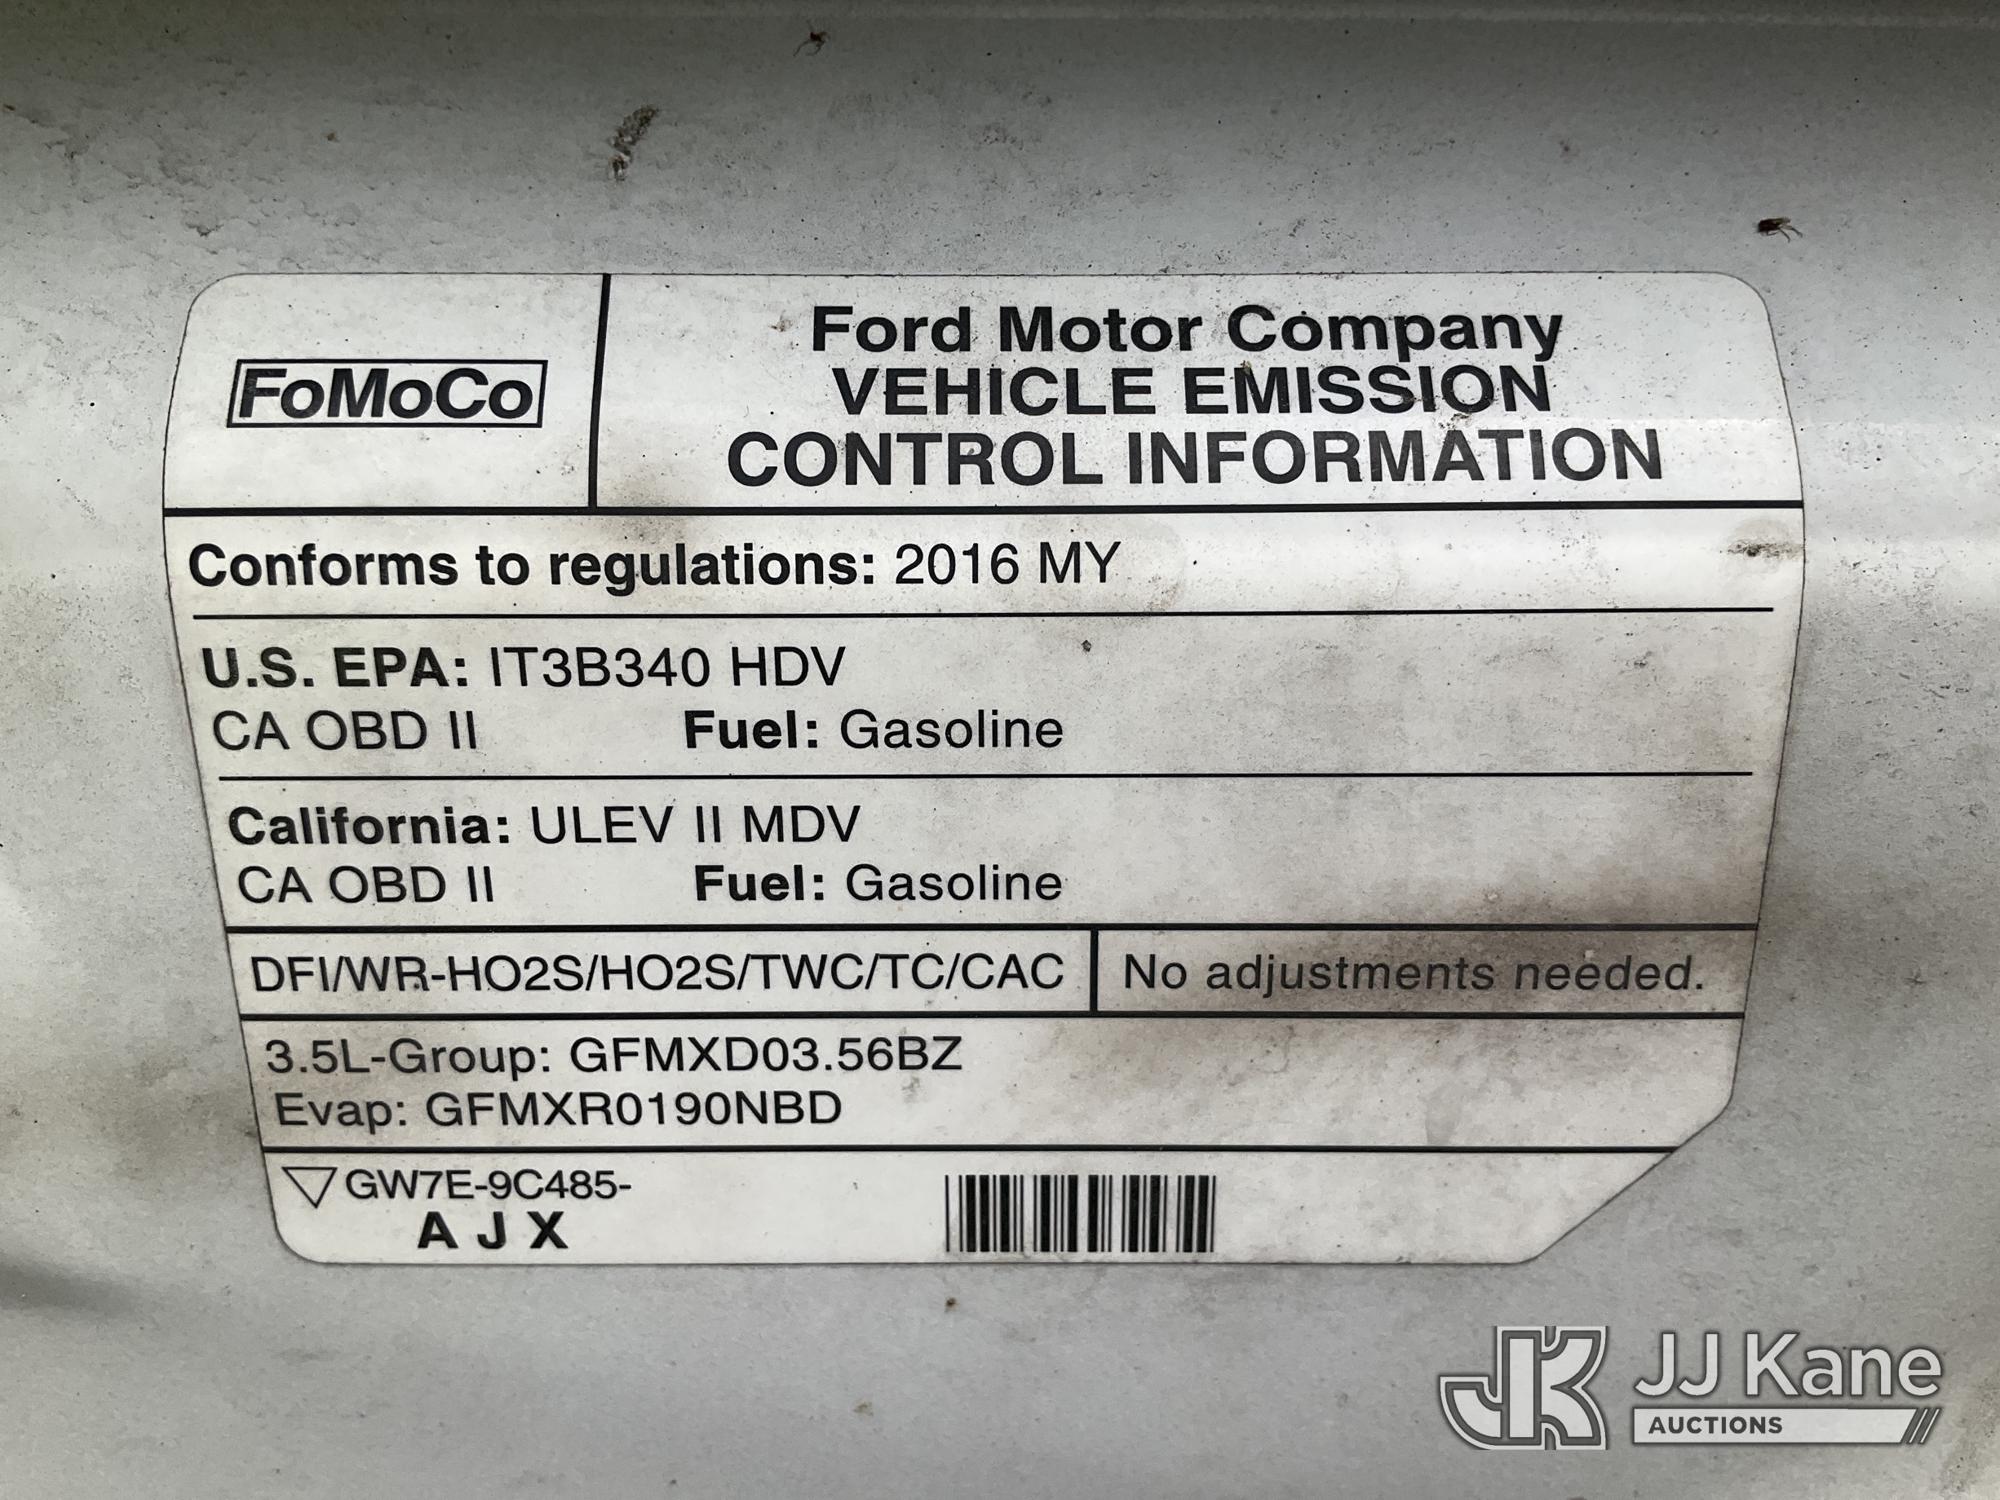 FoMoCo
Ford Motor Company
VEHICLE EMISSION
CONTROL INFORMATION
Conforms to regulations: 2016 MY
U.S. EPA: IT3B340 HDV
CA OBD II Fuel: Gasoline
California: ULEV II MDV
CA OBD II Fuel: Gasoline
DFI/WR-HO2S/HO2S/TWC/TC/CAC
No adjustments needed.
3.5L-Group: GFMXD03.56BZ
Evap: GFMXR0190NBD
GW7E-9C485-
A J X
JK JJ Kane
AUCTIONS